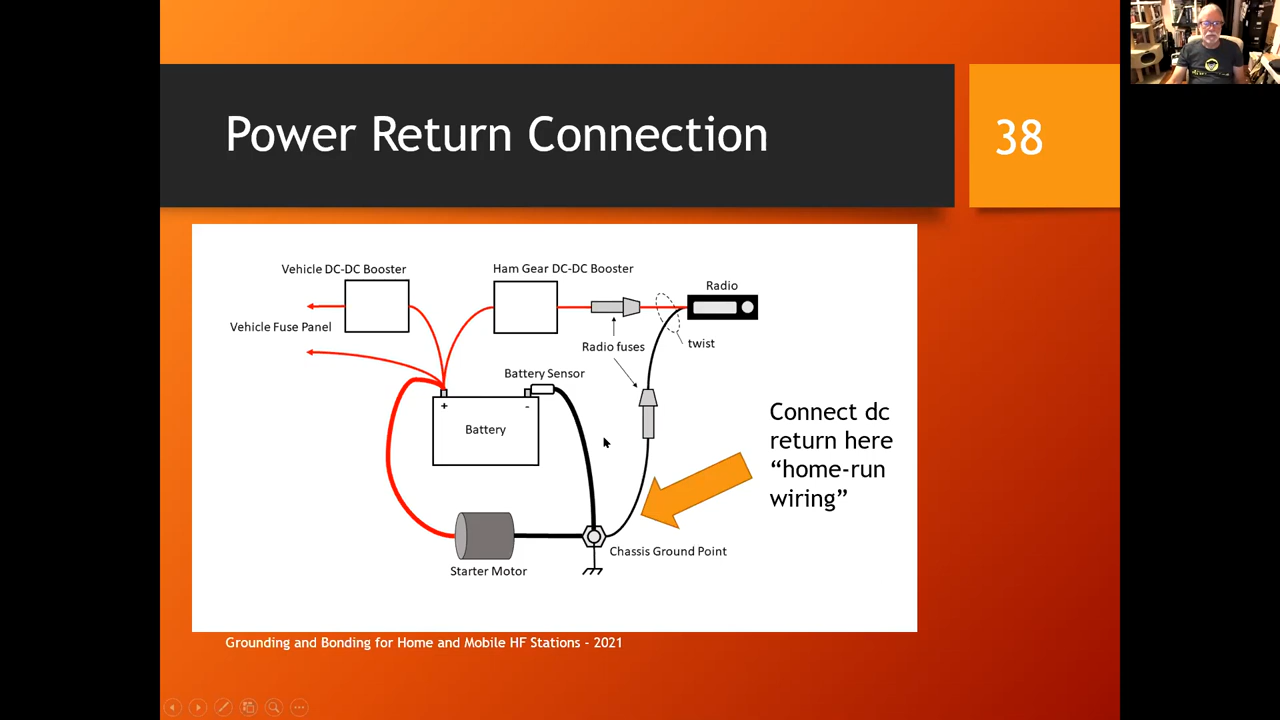 Power Return Connection
38
Vehicle DC-DC Booster
Ham Gear DC-DC Booster
Radio
Vehicle Fuse Panel
Radio fuses
twist
Battery Sensor
+
-
Battery
Connect dc
return here
“home-run
wiring”
Chassis Ground Point
Starter Motor
Grounding and Bonding for Home and Mobile HF Stations - 2021